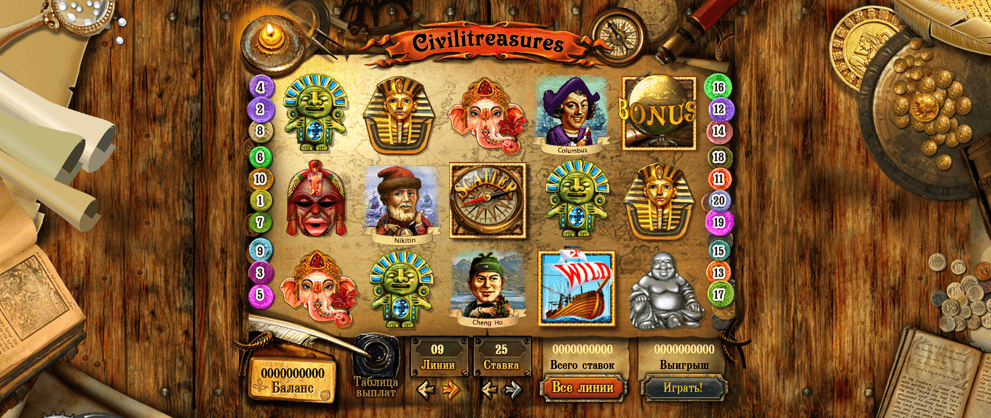 Civilitreasures
4
2
8
6
10
1
7
9
3
5
Columbus
BONUS
Nikitin
SCATTER
Cheng Ho
WILD
16
12
14
18
11
20
19
15
13
17
0000000000
Баланс
Таблица
выплат
09
Линии
25
Ставка
0000000000
Всего ставок
Все линии
0000000000
Выигрыш
Играть!